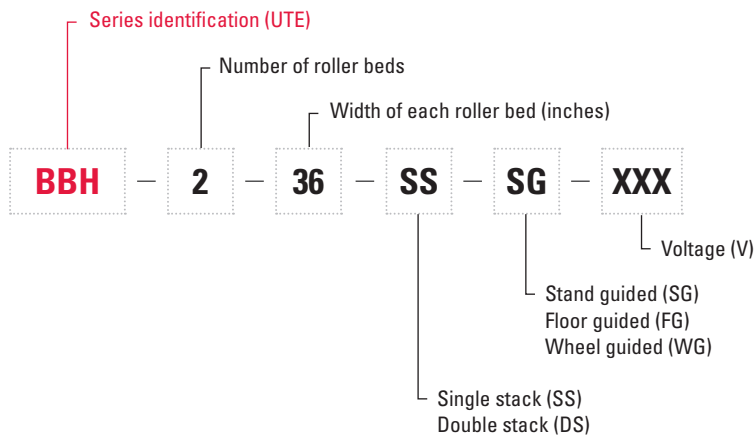 Series identification (UTE)
Number of roller beds
Width of each roller bed (inches)
BBH – 2 – 36 – SS – SG – XXX
Voltage (V)
Stand guided (SG)
Floor guided (FG)
Wheel guided (WG)
Single stack (SS)
Double stack (DS)